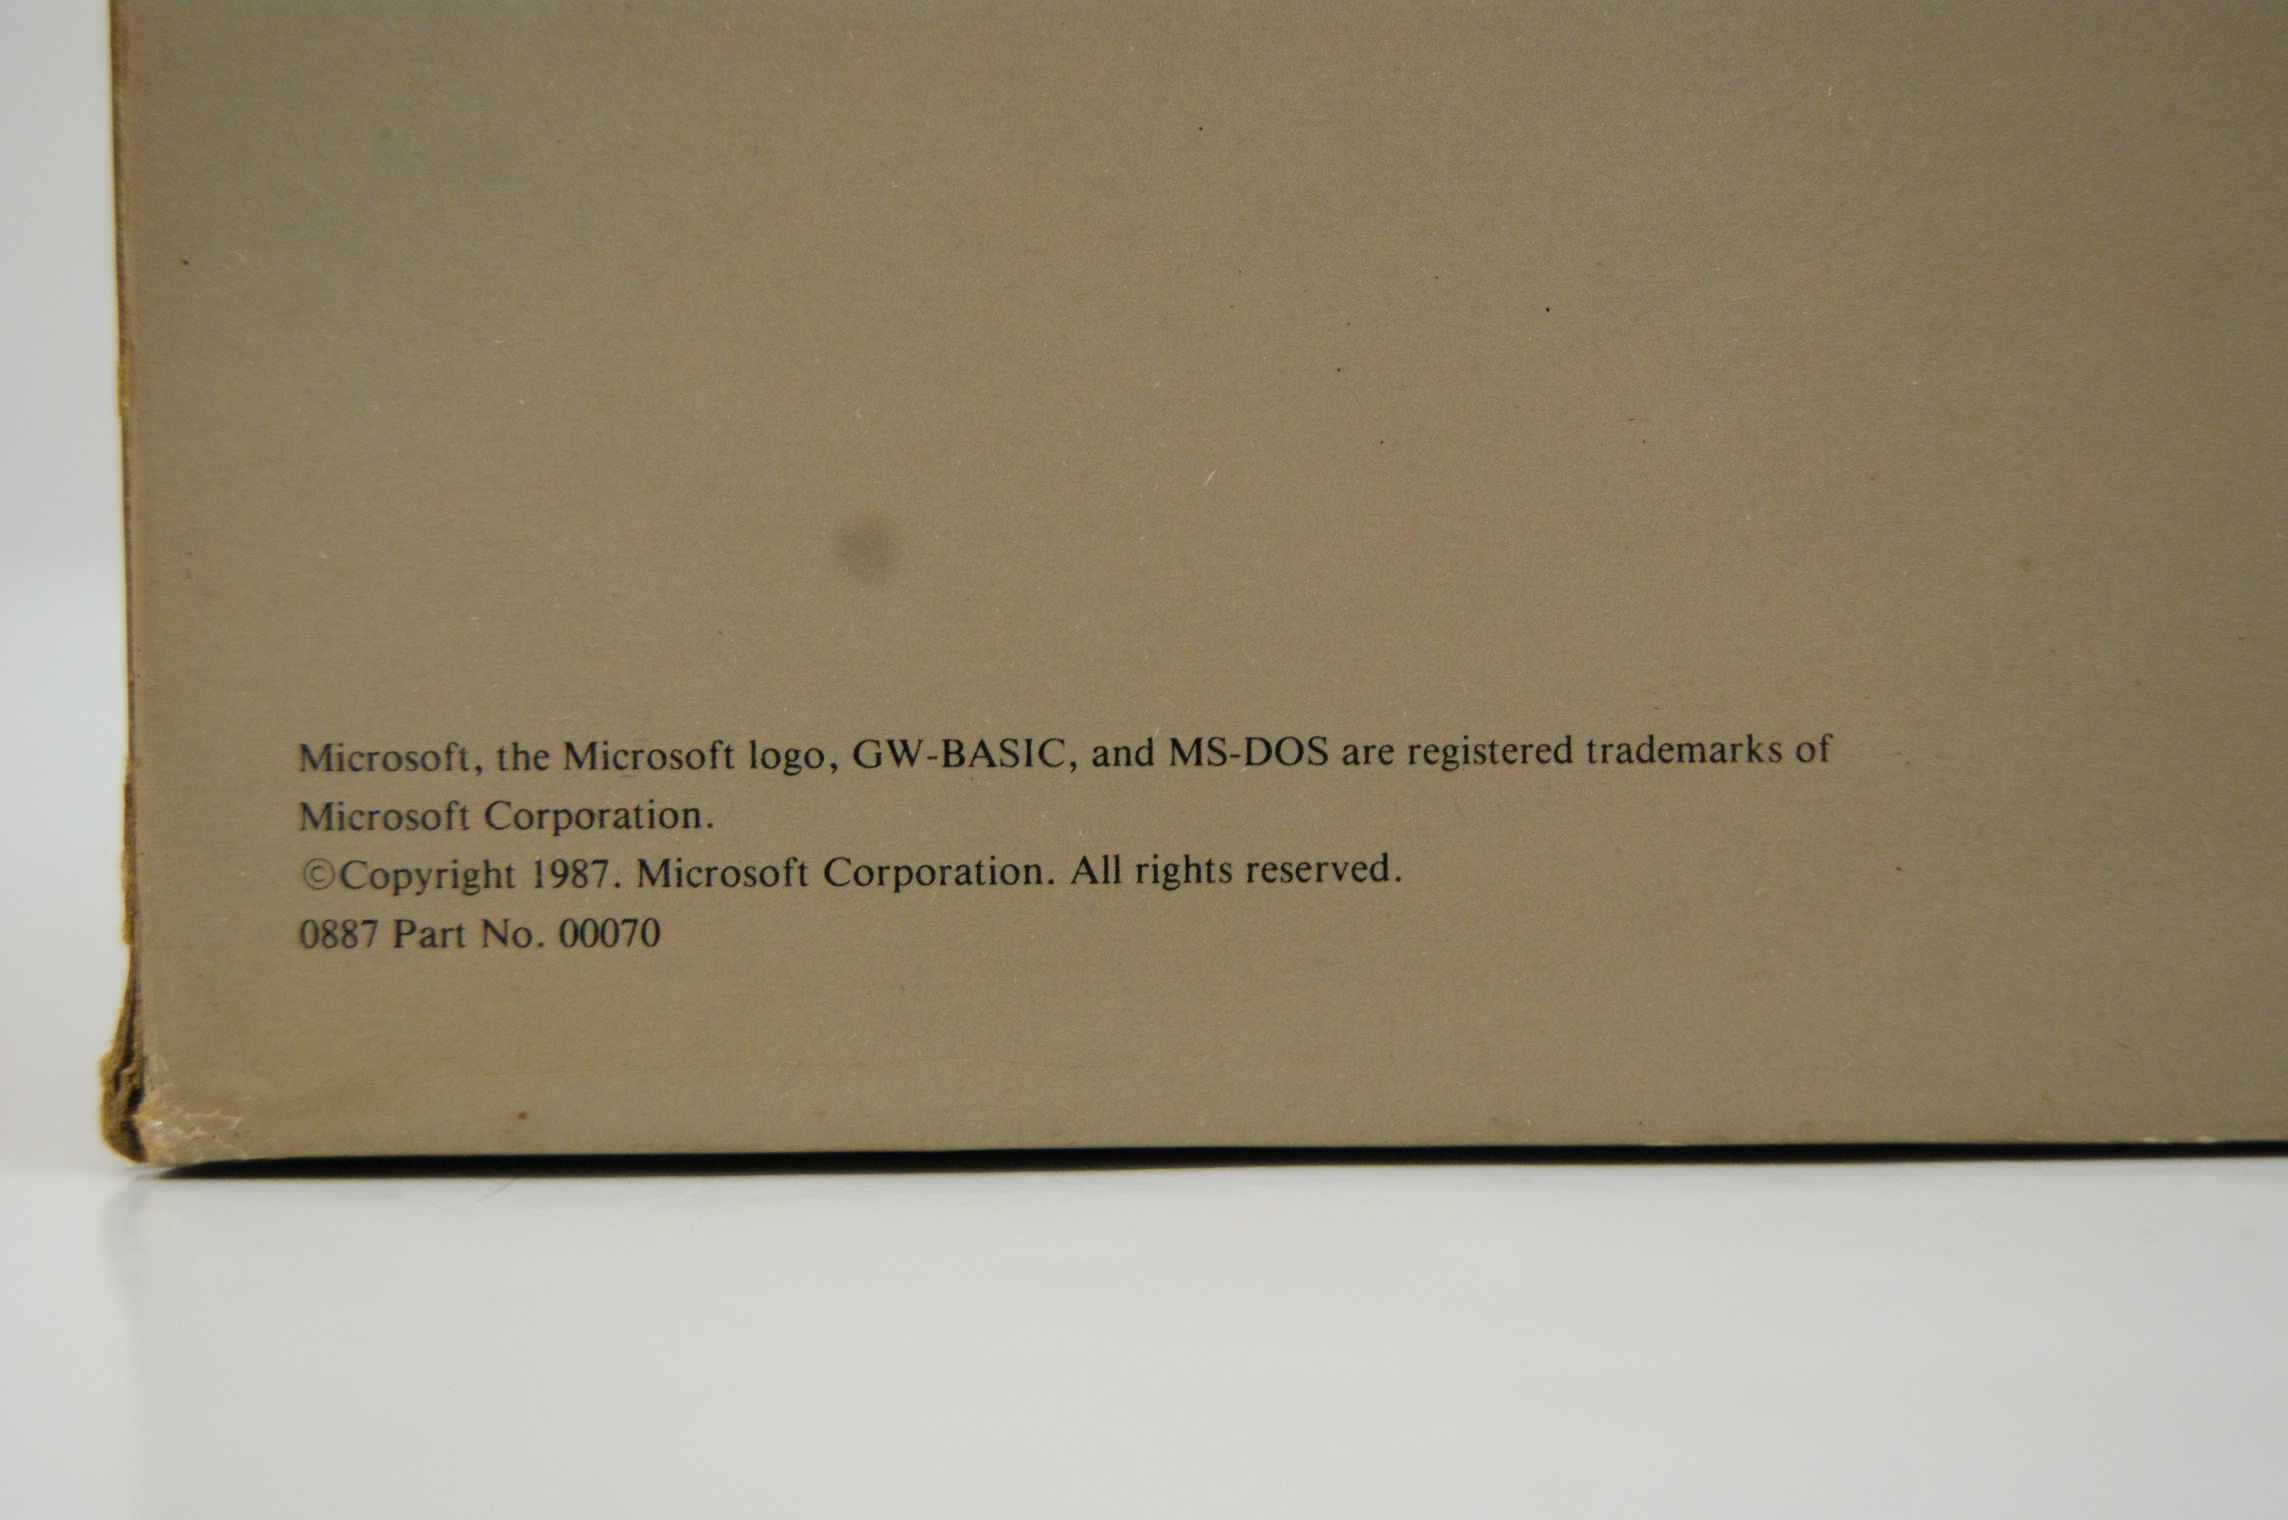 Microsoft, the Microsoft logo, GW-BASIC, and MS-DOS are registered trademarks of
Microsoft Corporation.
©Copyright 1987. Microsoft Corporation. All rights reserved.
0887 Part No. 00070